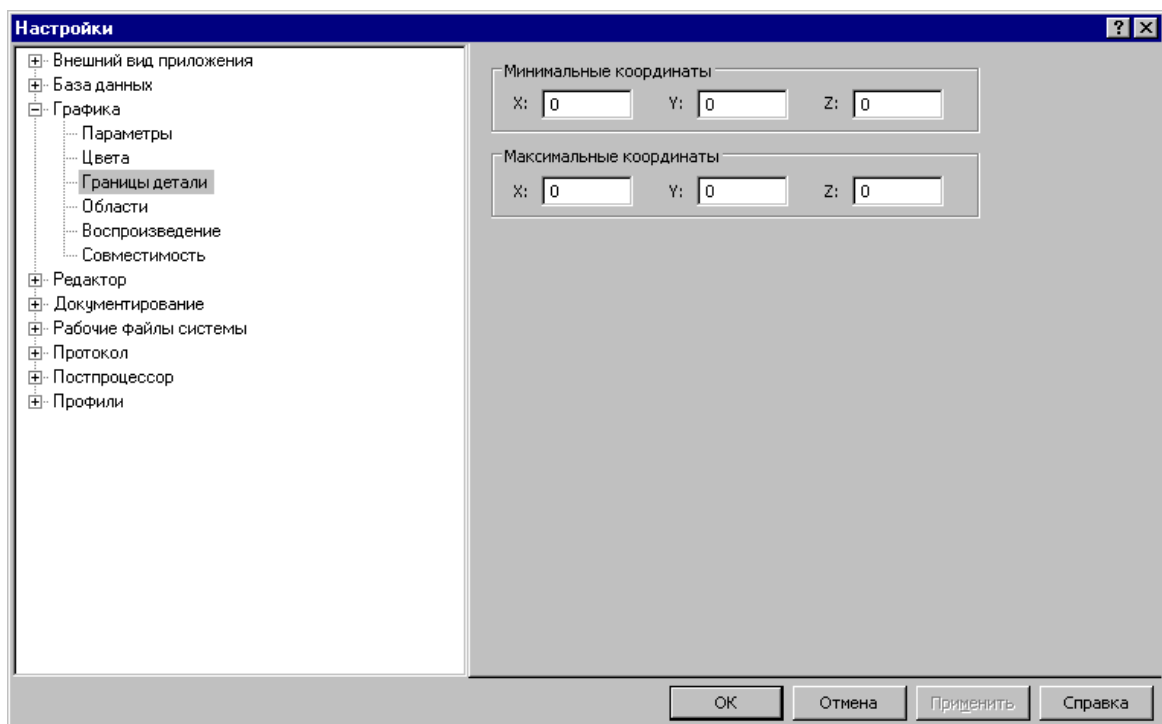 Настройки
Внешний вид приложения
База данных
Графика
Параметры
Цвета
Границы детали
Области
Воспроизведение
Совместимость
Редактор
Документирование
Рабочие файлы системы
Протокол
Постпроцессор
Профили
Минимальные координаты
X: 0 Y: 0 Z: 0
Максимальные координаты
X: 0 Y: 0 Z: 0
ОК Отмена Применить Справка